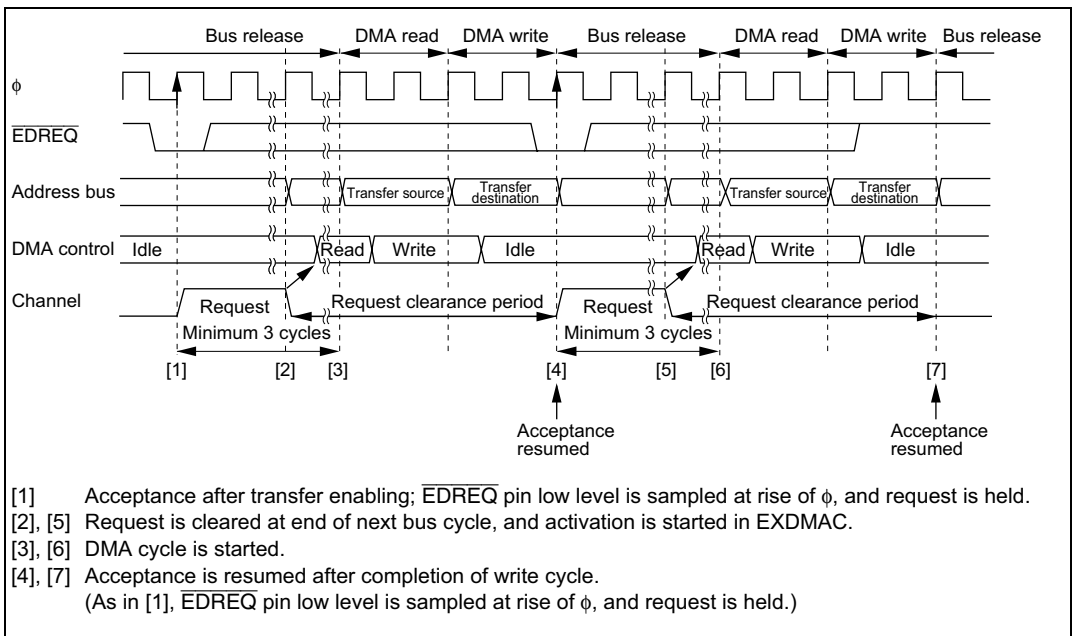 Bus release DMA read DMA write Bus release DMA read DMA write Bus release
ϕ
EDREQ
Address bus Transfer source Transfer destination Transfer source Transfer destination
DMA control Idle Read Write Idle Read Write Idle
Channel Request Request clearance period Request Request clearance period
Minimum 3 cycles Minimum 3 cycles
[1] [2] [3] [4] [5] [6] [7]
Acceptance resumed Acceptance resumed
[1] Acceptance after transfer enabling; EDREQ pin low level is sampled at rise of ϕ, and request is held.
[2], [5] Request is cleared at end of next bus cycle, and activation is started in EXDMAC.
[3], [6] DMA cycle is started.
[4], [7] Acceptance is resumed after completion of write cycle.
(As in [1], EDREQ pin low level is sampled at rise of ϕ, and request is held.)